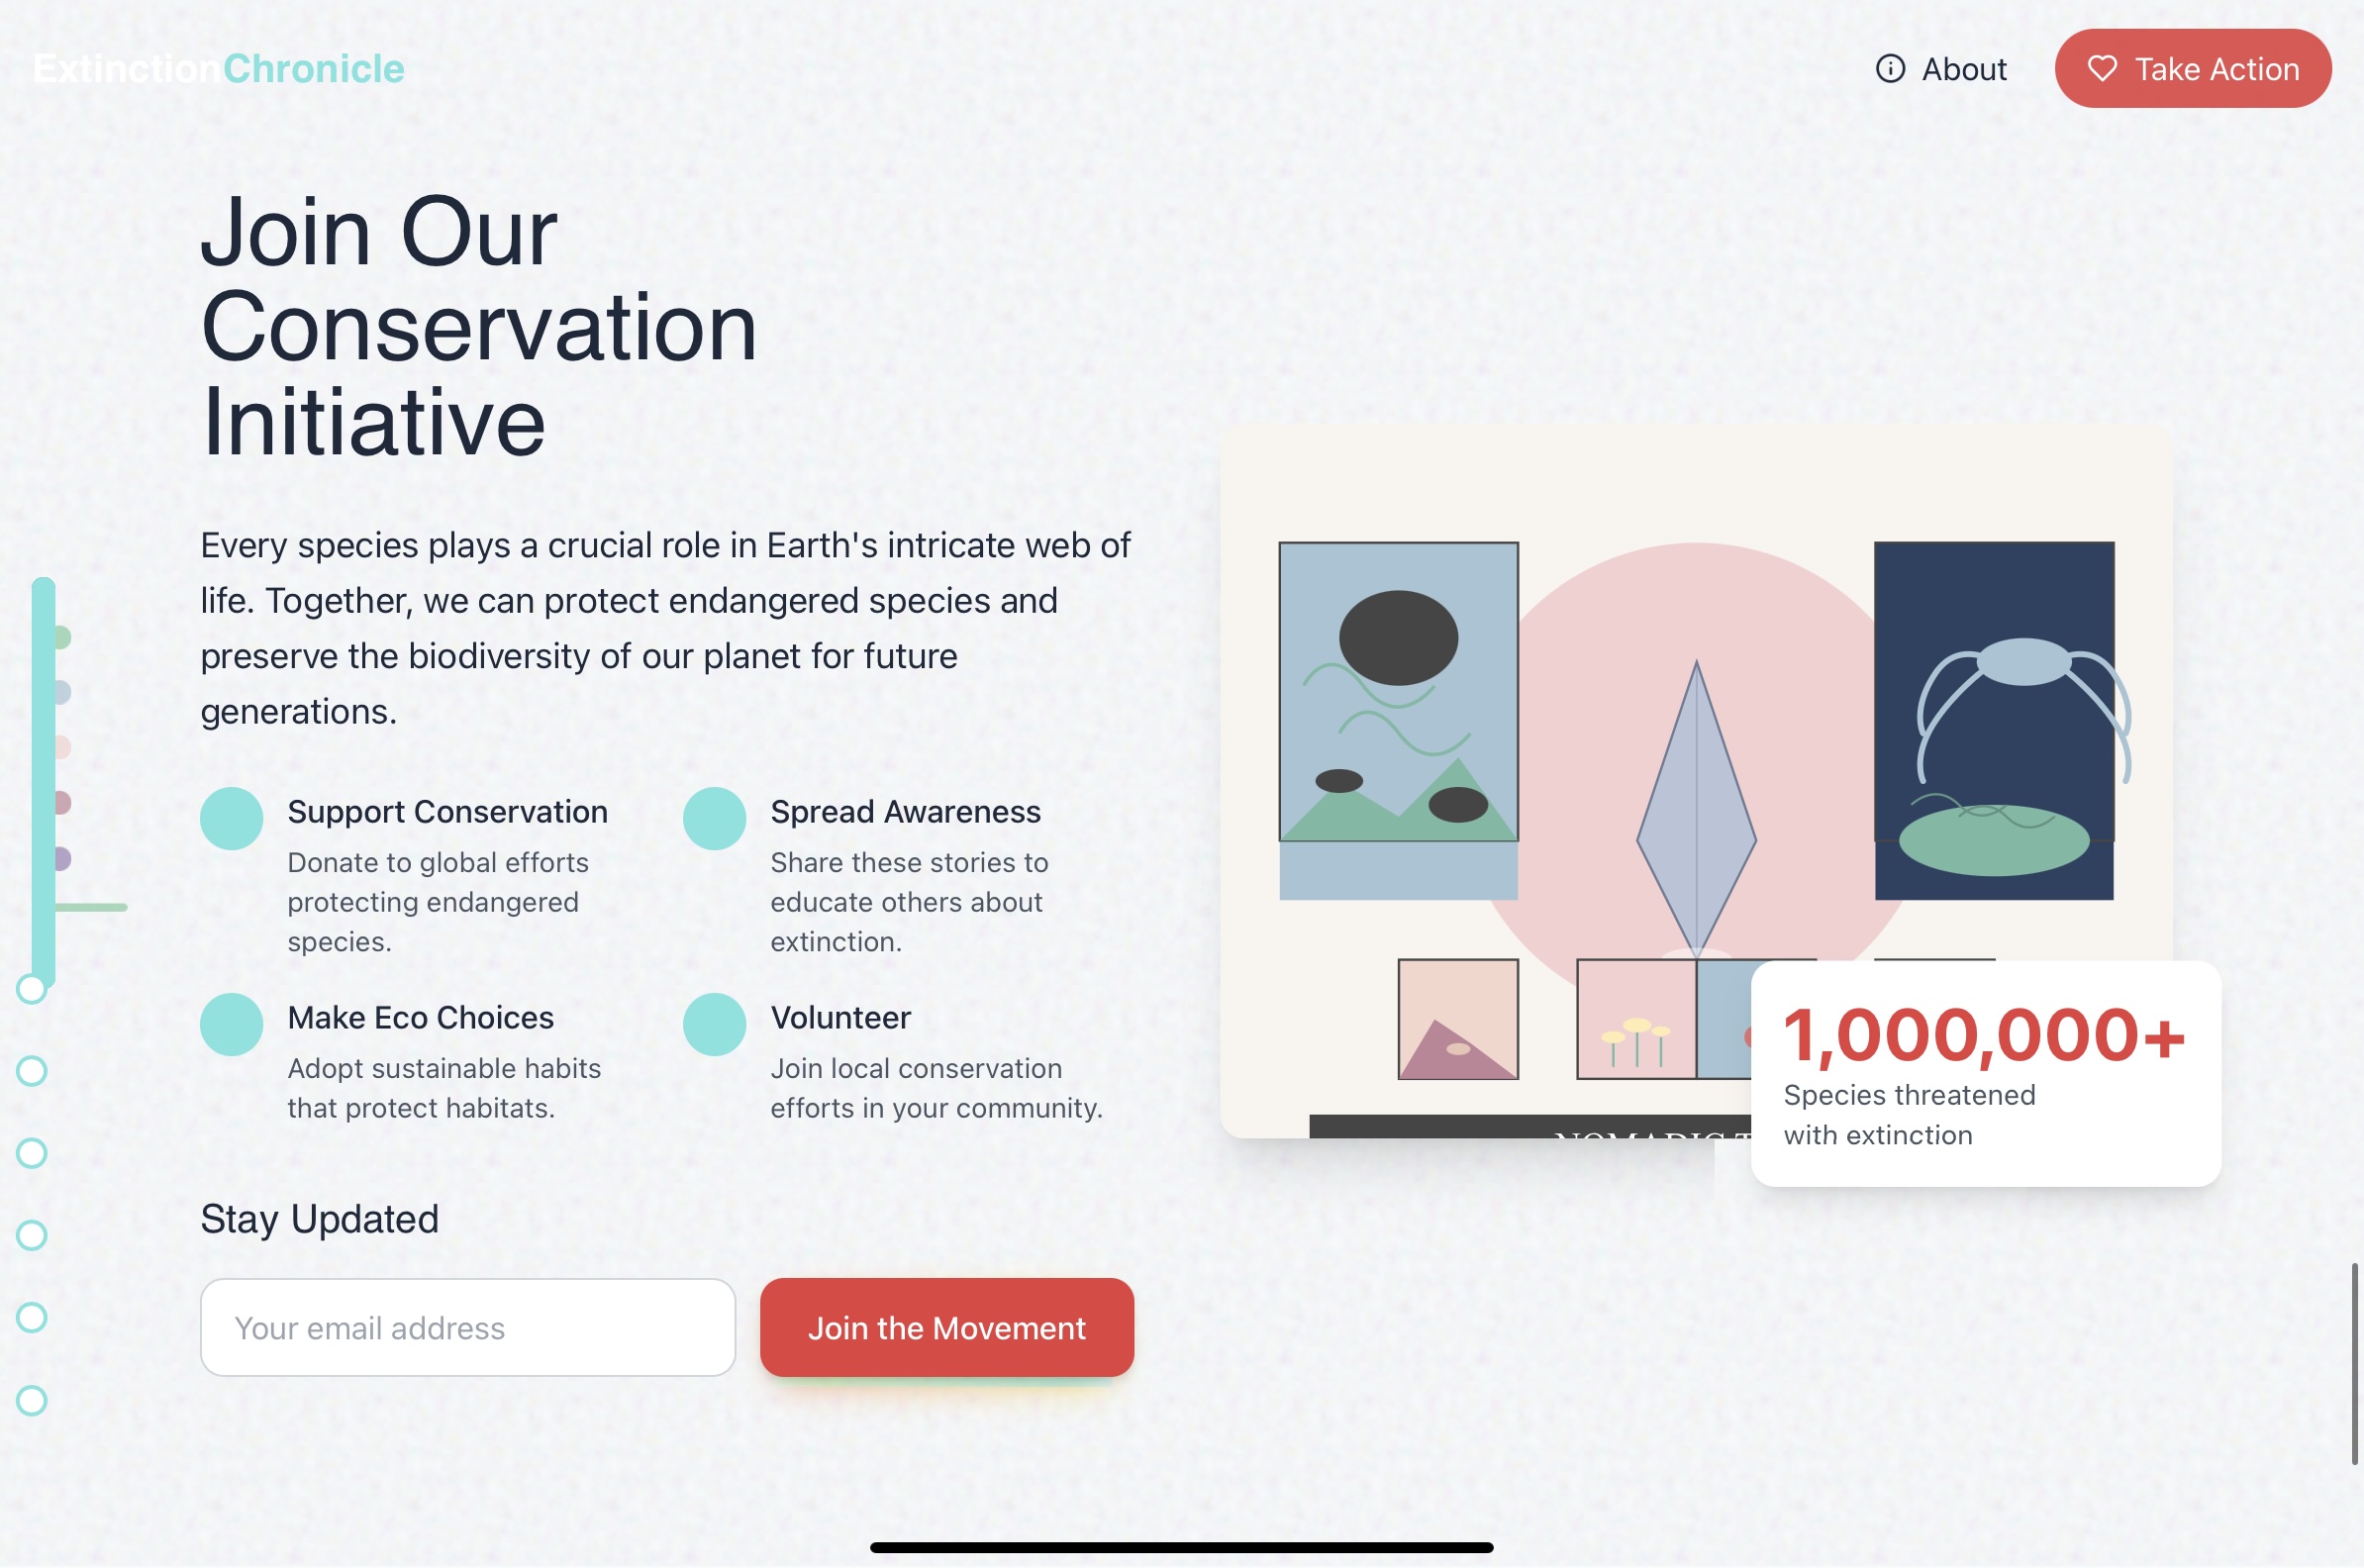 ExtinctionChronicle
About
Take Action
Join Our
Conservation
Initiative
Every species plays a crucial role in Earth's intricate web of
life. Together, we can protect endangered species and
preserve the biodiversity of our planet for future
generations.
Support Conservation
Donate to global efforts
protecting endangered
species.
Spread Awareness
Share these stories to
educate others about
extinction.
Make Eco Choices
Adopt sustainable habits
that protect habitats.
Volunteer
Join local conservation
efforts in your community.
Stay Updated
Your email address
Join the Movement
NOMADIC
1,000,000+
Species threatened
with extinction